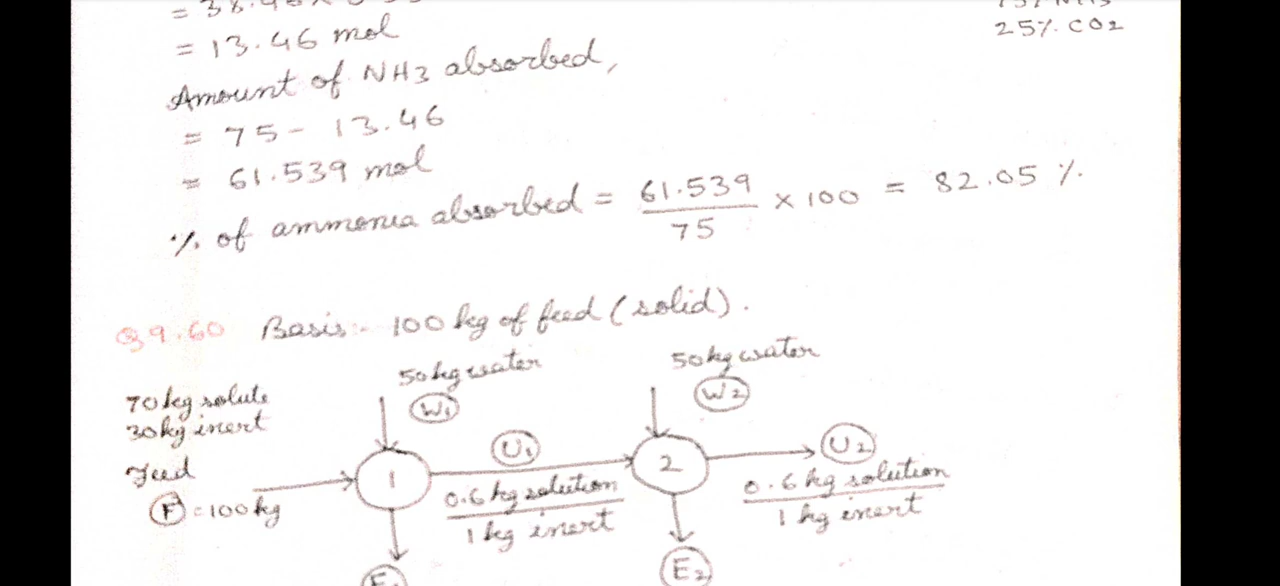 = 13.46 mol
25% CO2
Amount of NH3 absorbed,
= 75 - 13.46
= 61.539 mol
% of ammonia absorbed = 61.539 / 75 × 100 = 82.05 %.
Q9.60 Basis:- 100 kg of feed (solid).
50 kg water
50 kg water
W1
W2
70 kg solute
30 kg inert
Feed
F = 100 kg
1
U1
0.6 kg solution
1 kg inert
2
U2
0.6 kg solution
1 kg inert
E2